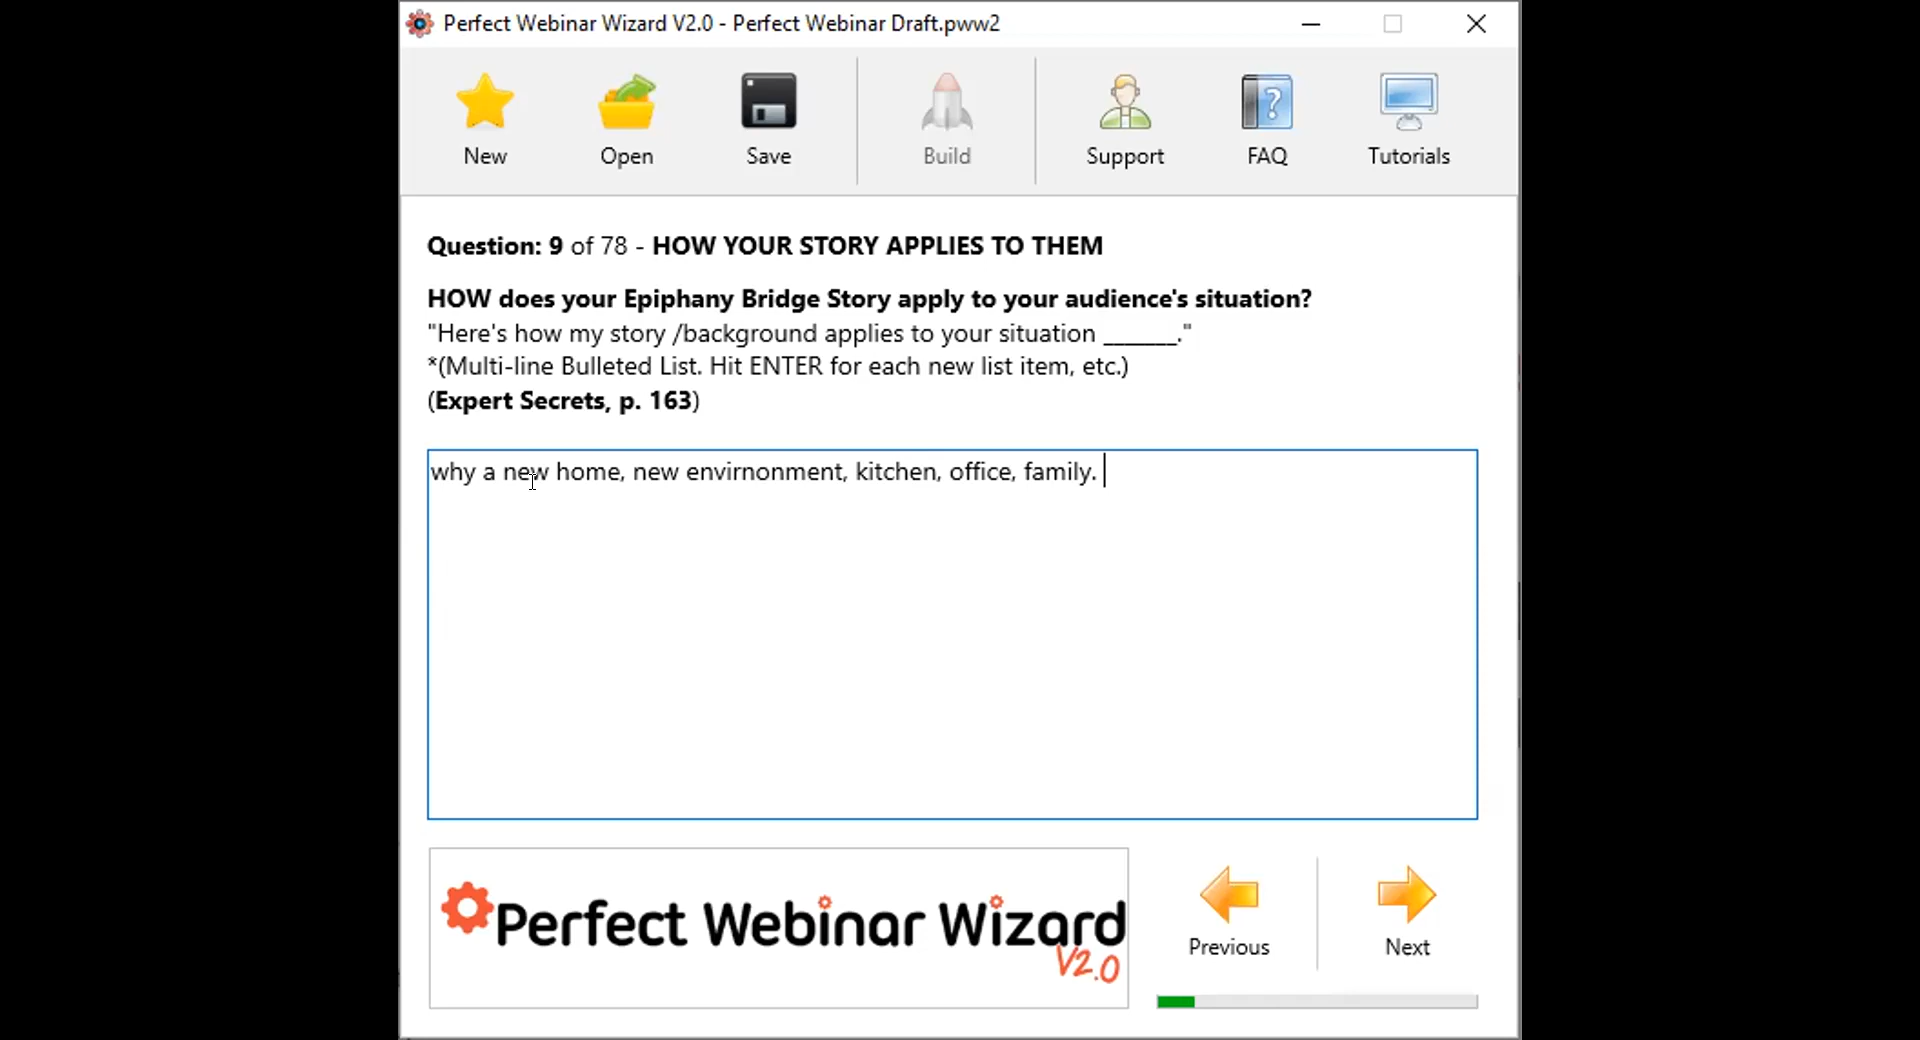 Perfect Webinar Wizard V2.0 - Perfect Webinar Draft.pww2
New Open Save Build Support FAQ Tutorials
Question: 9 of 78 - HOW YOUR STORY APPLIES TO THEM
HOW does your Epiphany Bridge Story apply to your audience's situation?
"Here's how my story /background applies to your situation ______."
*(Multi-line Bulleted List. Hit ENTER for each new list item, etc.)
(Expert Secrets, p. 163)
why a new home, new envirnonment, kitchen, office, family.
Perfect Webinar Wizard
V2.0
Previous Next